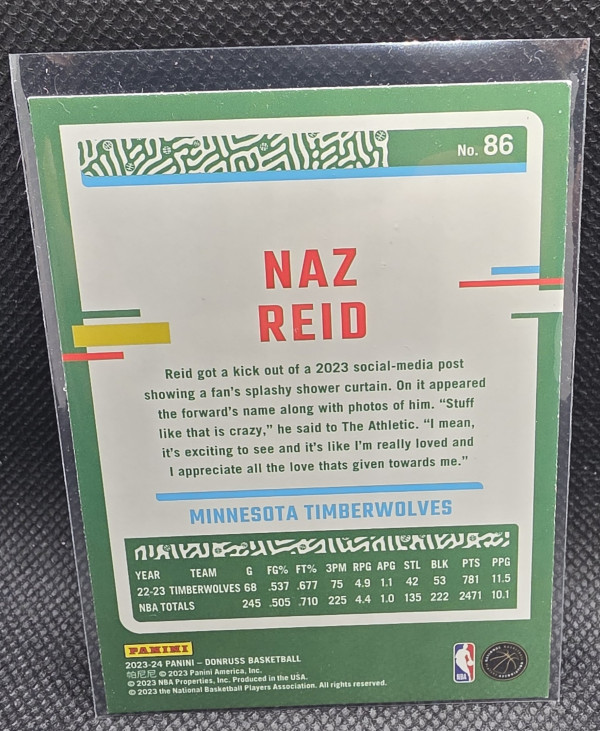 No. 86
NAZ
REID
Reid got a kick out of a 2023 social-media post
showing a fan's splashy shower curtain. On it appeared
the forward's name along with photos of him. "Stuff
like that is crazy," he said to The Athletic. "I mean,
it's exciting to see and it's like I'm really loved and
I appreciate all the love thats given towards me."
MINNESOTA TIMBERWOLVES
YEAR TEAM G FG% FT% 3PM RPG APG STL BLK PTS PPG
22-23 TIMBERWOLVES 68 .537 .677 75 4.9 1.1 42 53 781 11.5
NBA TOTALS 245 .505 .710 225 4.4 1.0 135 222 2471 10.1
PANINI
2023-24 PANINI – DONRUSS BASKETBALL
帕尼尼 © 2023 Panini America, Inc.
© 2023 NBA Properties, Inc. Produced in the USA.
© 2023 the National Basketball Players Association. All rights reserved.
NBA